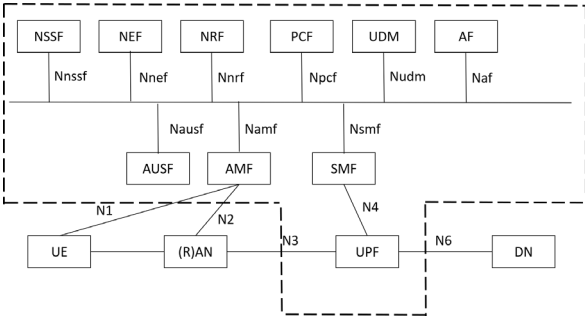 NSSF NEF NRF PCF UDM AF
Nnssf Nnef Nnrf Npcf Nudm Naf
Nausf Namf Nsmf
AUSF AMF SMF
N1 N2 N4
UE (R)AN N3 UPF N6 DN